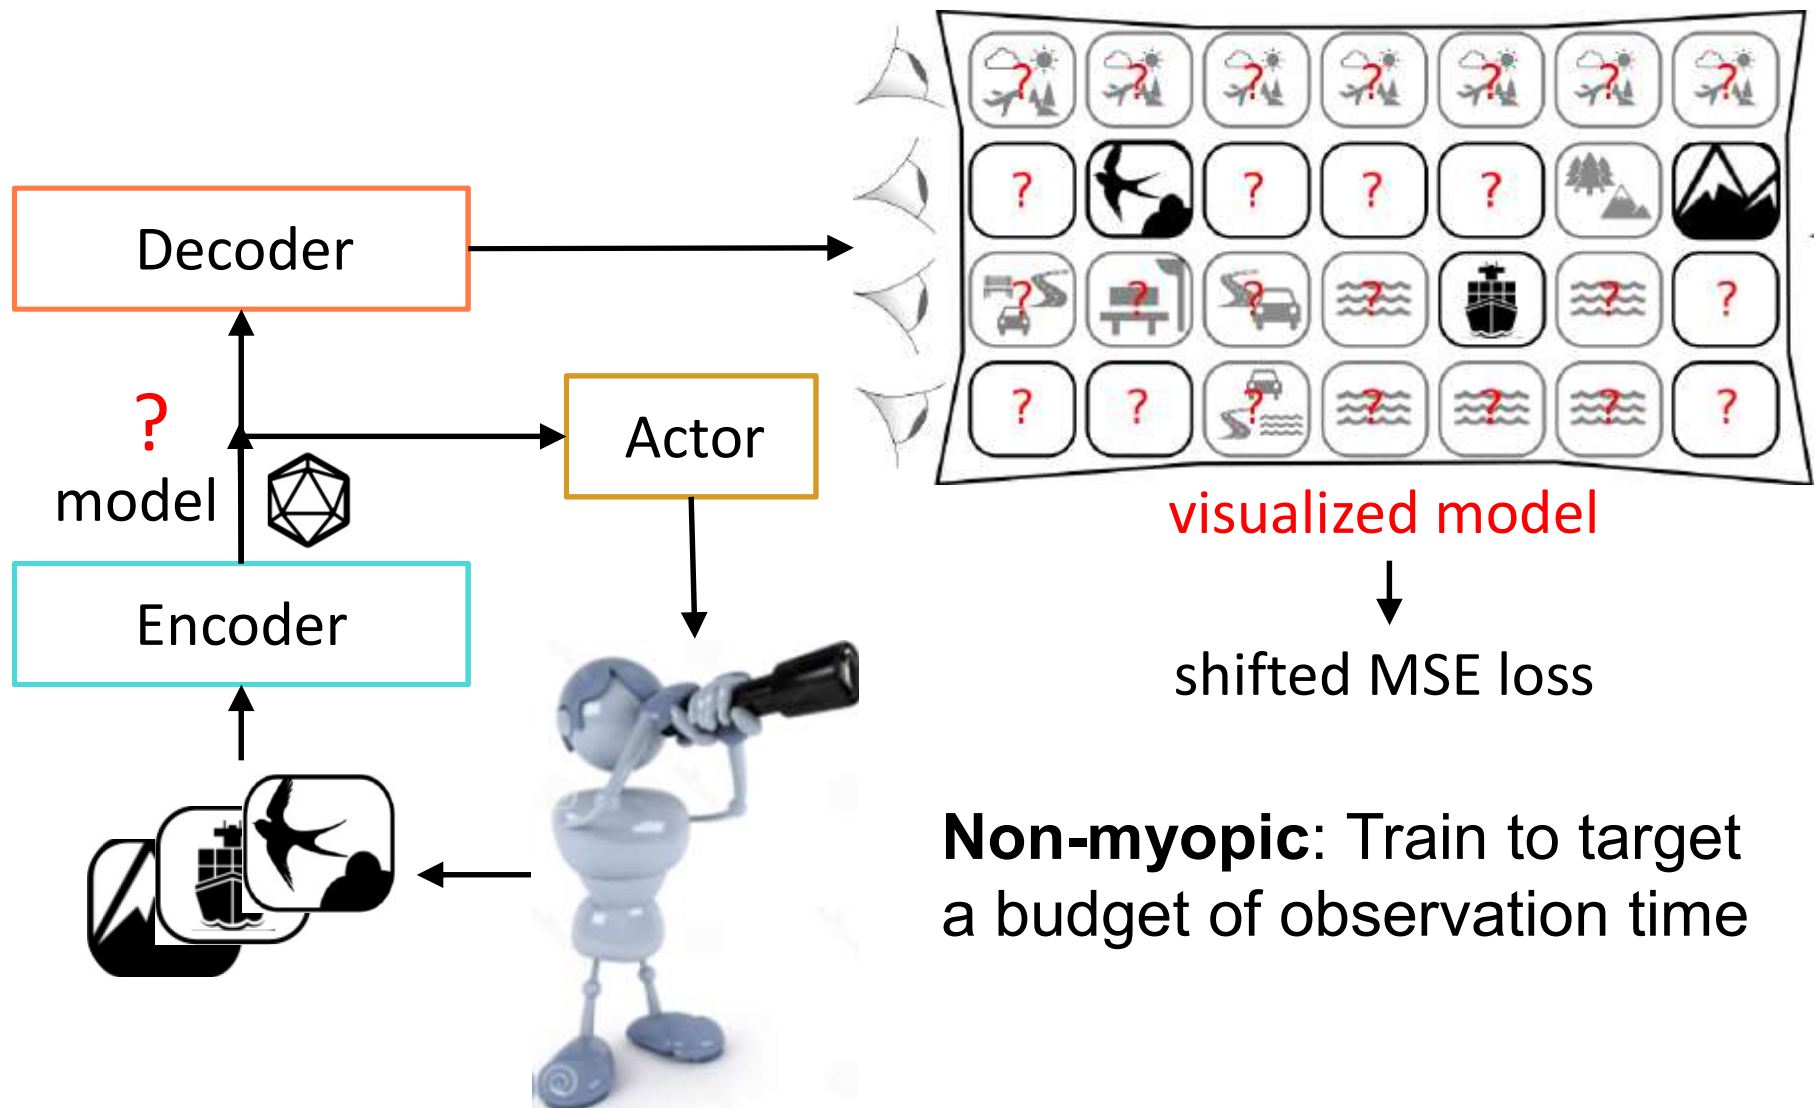 ? ? ? ? ? ? ?
? ? ? ? ?
Decoder
? ? ? ? ? ?
? ? ? ? ? ? ?
?
Actor
model
visualized model
Encoder
shifted MSE loss
Non-myopic: Train to target
a budget of observation time